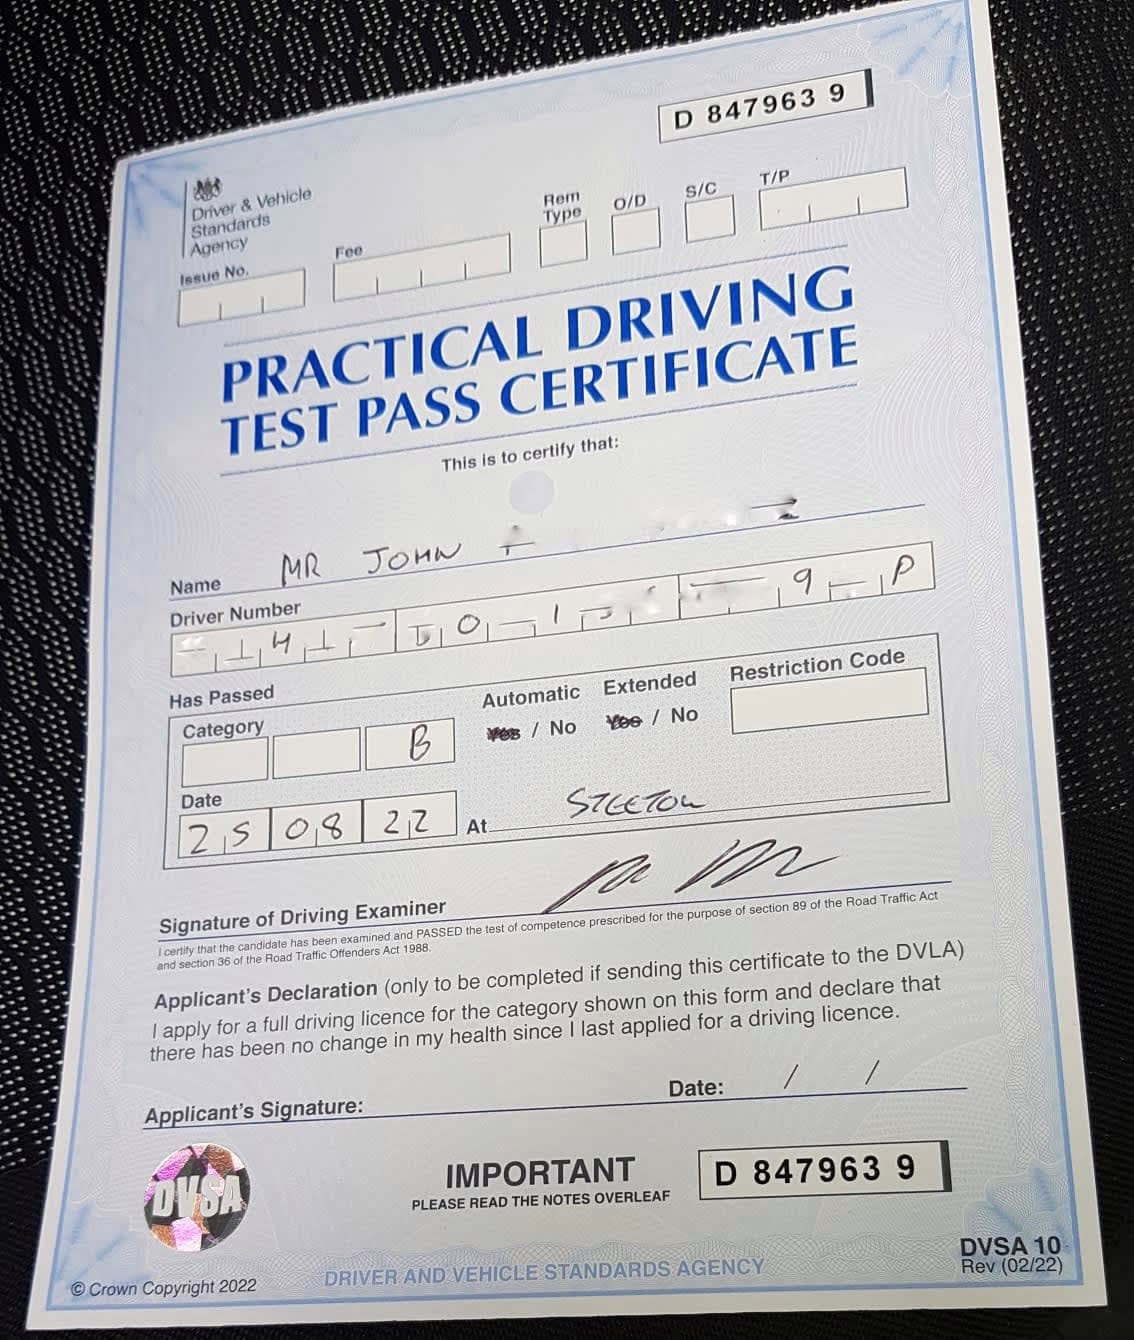 D 847963 9
Driver & Vehicle
Standards
Agency
Issue No.
Fee
Rem
Type
O/D
S/C
T/P
PRACTICAL DRIVING
TEST PASS CERTIFICATE
This is to certify that:
Name MR JOHN
Driver Number
Has Passed
Category
B
Automatic
Yes / No
Extended
Yes / No
Restriction Code
Date
25 08 22
At STEETON
Signature of Driving Examiner
I certify that the candidate has been examined and PASSED the test of competence prescribed for the purpose of section 89 of the Road Traffic Act
and section 36 of the Road Traffic Offenders Act 1988.
Applicant's Declaration (only to be completed if sending this certificate to the DVLA)
I apply for a full driving licence for the category shown on this form and declare that
there has been no change in my health since I last applied for a driving licence.
Applicant's Signature:
Date: / /
DVSA
IMPORTANT
PLEASE READ THE NOTES OVERLEAF
D 847963 9
DVSA 10
Rev (02/22)
© Crown Copyright 2022
DRIVER AND VEHICLE STANDARDS AGENCY